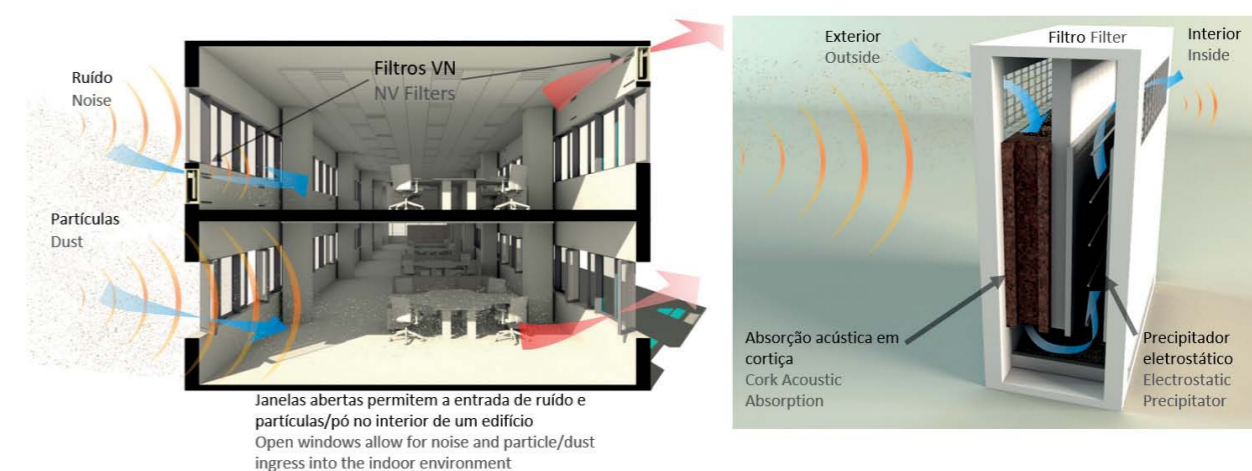 Ruído
Noise
Partículas
Dust
Filtros VN
NV Filters
Janelas abertas permitem a entrada de ruído e
partículas/pó no interior de um edifício
Open windows allow for noise and particle/dust
ingress into the indoor environment
Exterior
Outside
Filtro Filter
Interior
Inside
Absorção acústica em
cortiça
Cork Acoustic
Absorption
Precipitador
eletrostático
Electrostatic
Precipitator